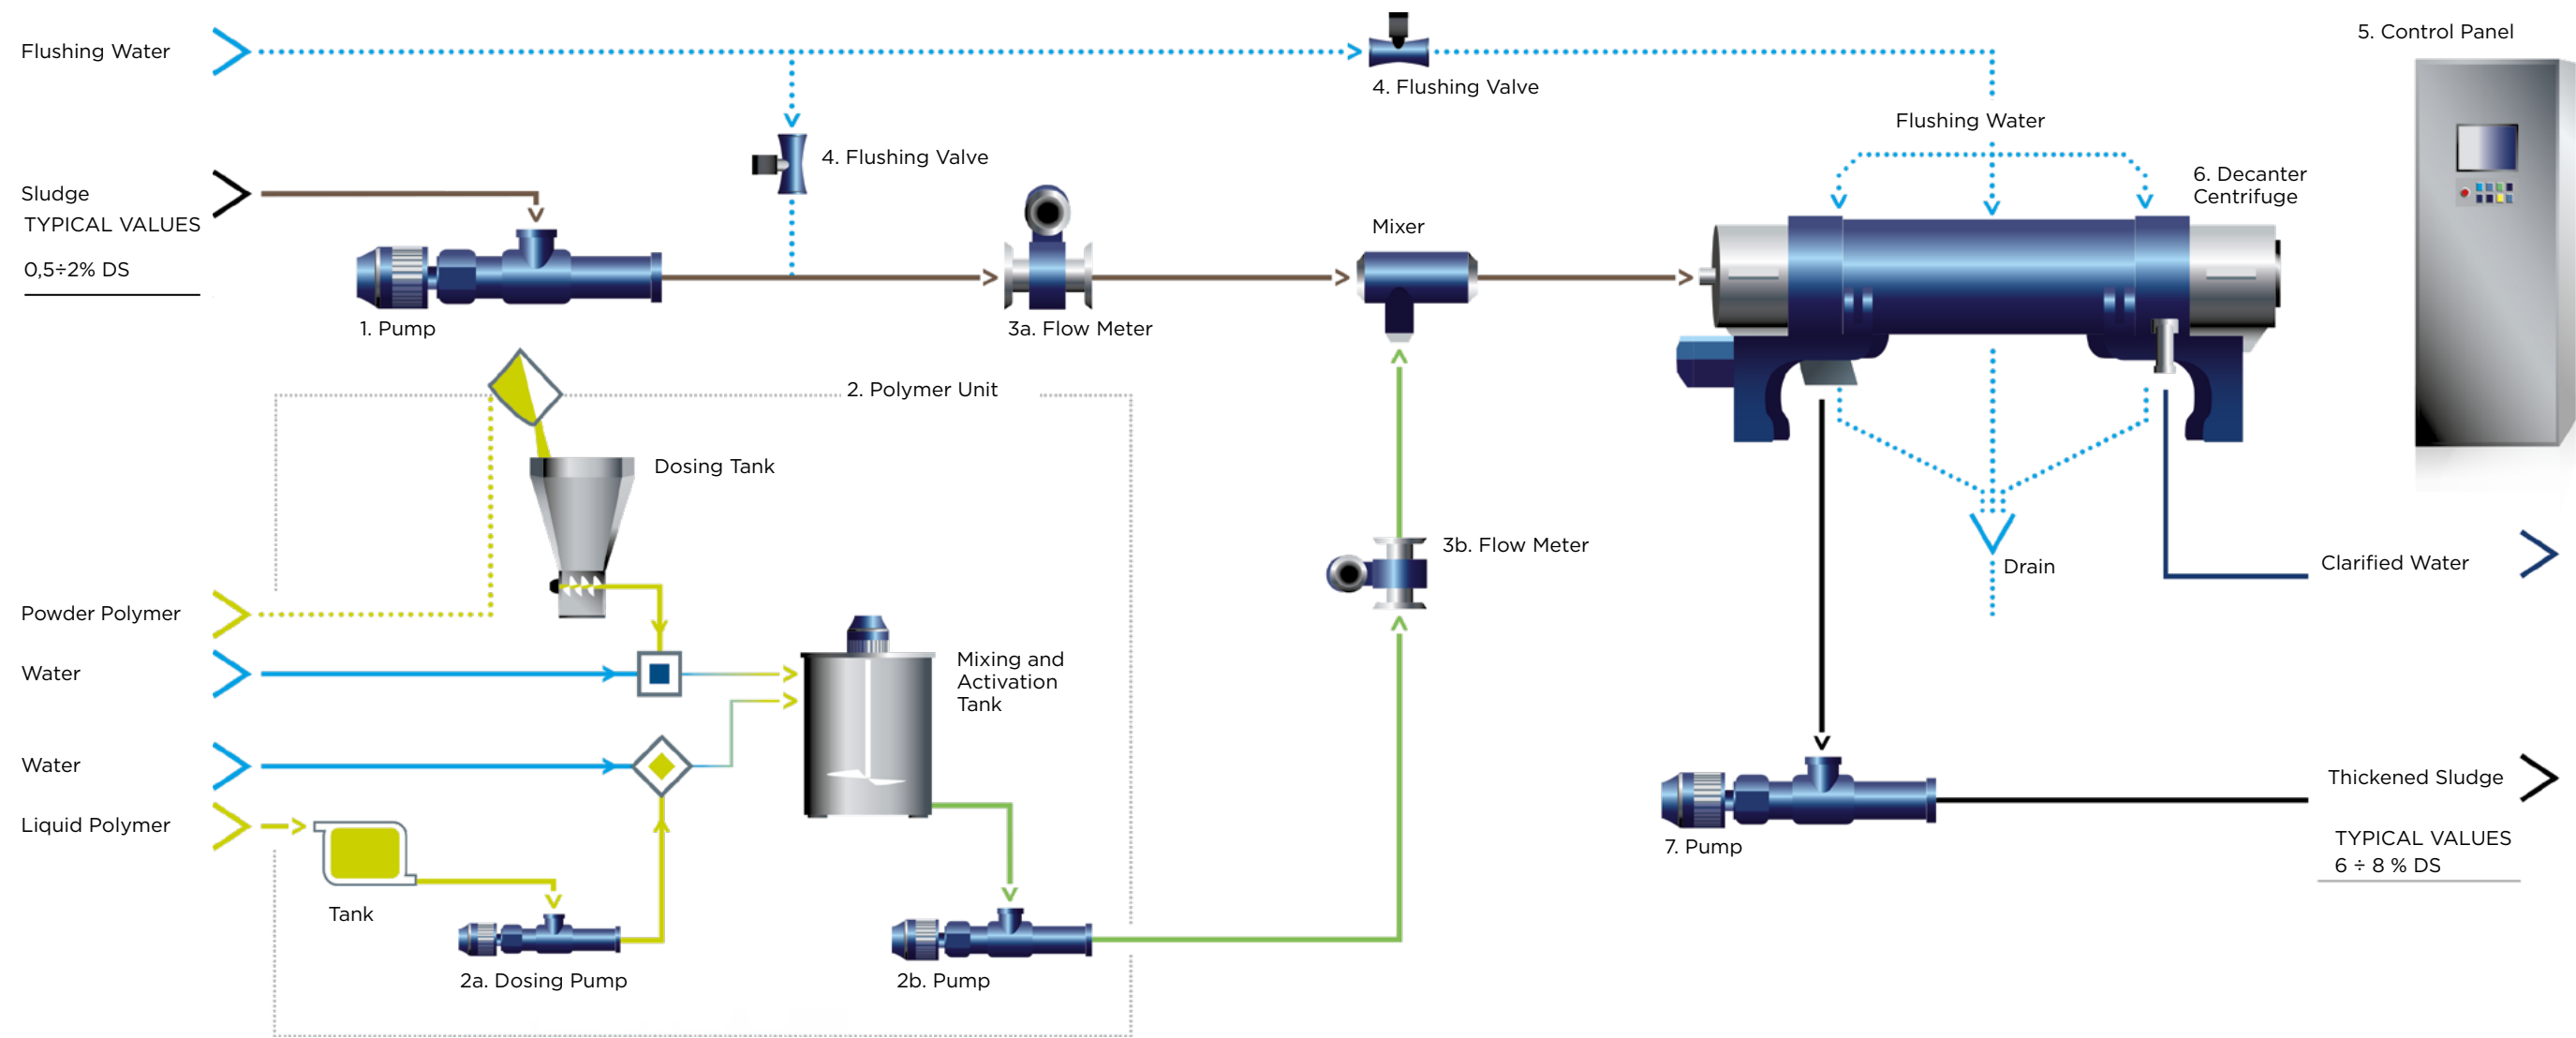 Flushing Water
4. Flushing Valve
5. Control Panel
Flushing Water
4. Flushing Valve
6. Decanter
Centrifuge
Sludge
TYPICAL VALUES
0,5÷2% DS
Mixer
1. Pump
3a. Flow Meter
2. Polymer Unit
Dosing Tank
3b. Flow Meter
Drain
Clarified Water
Powder Polymer
Water
Mixing and
Activation
Tank
Water
Liquid Polymer
Thickened Sludge
TYPICAL VALUES
6 ÷ 8 % DS
7. Pump
Tank
2a. Dosing Pump
2b. Pump